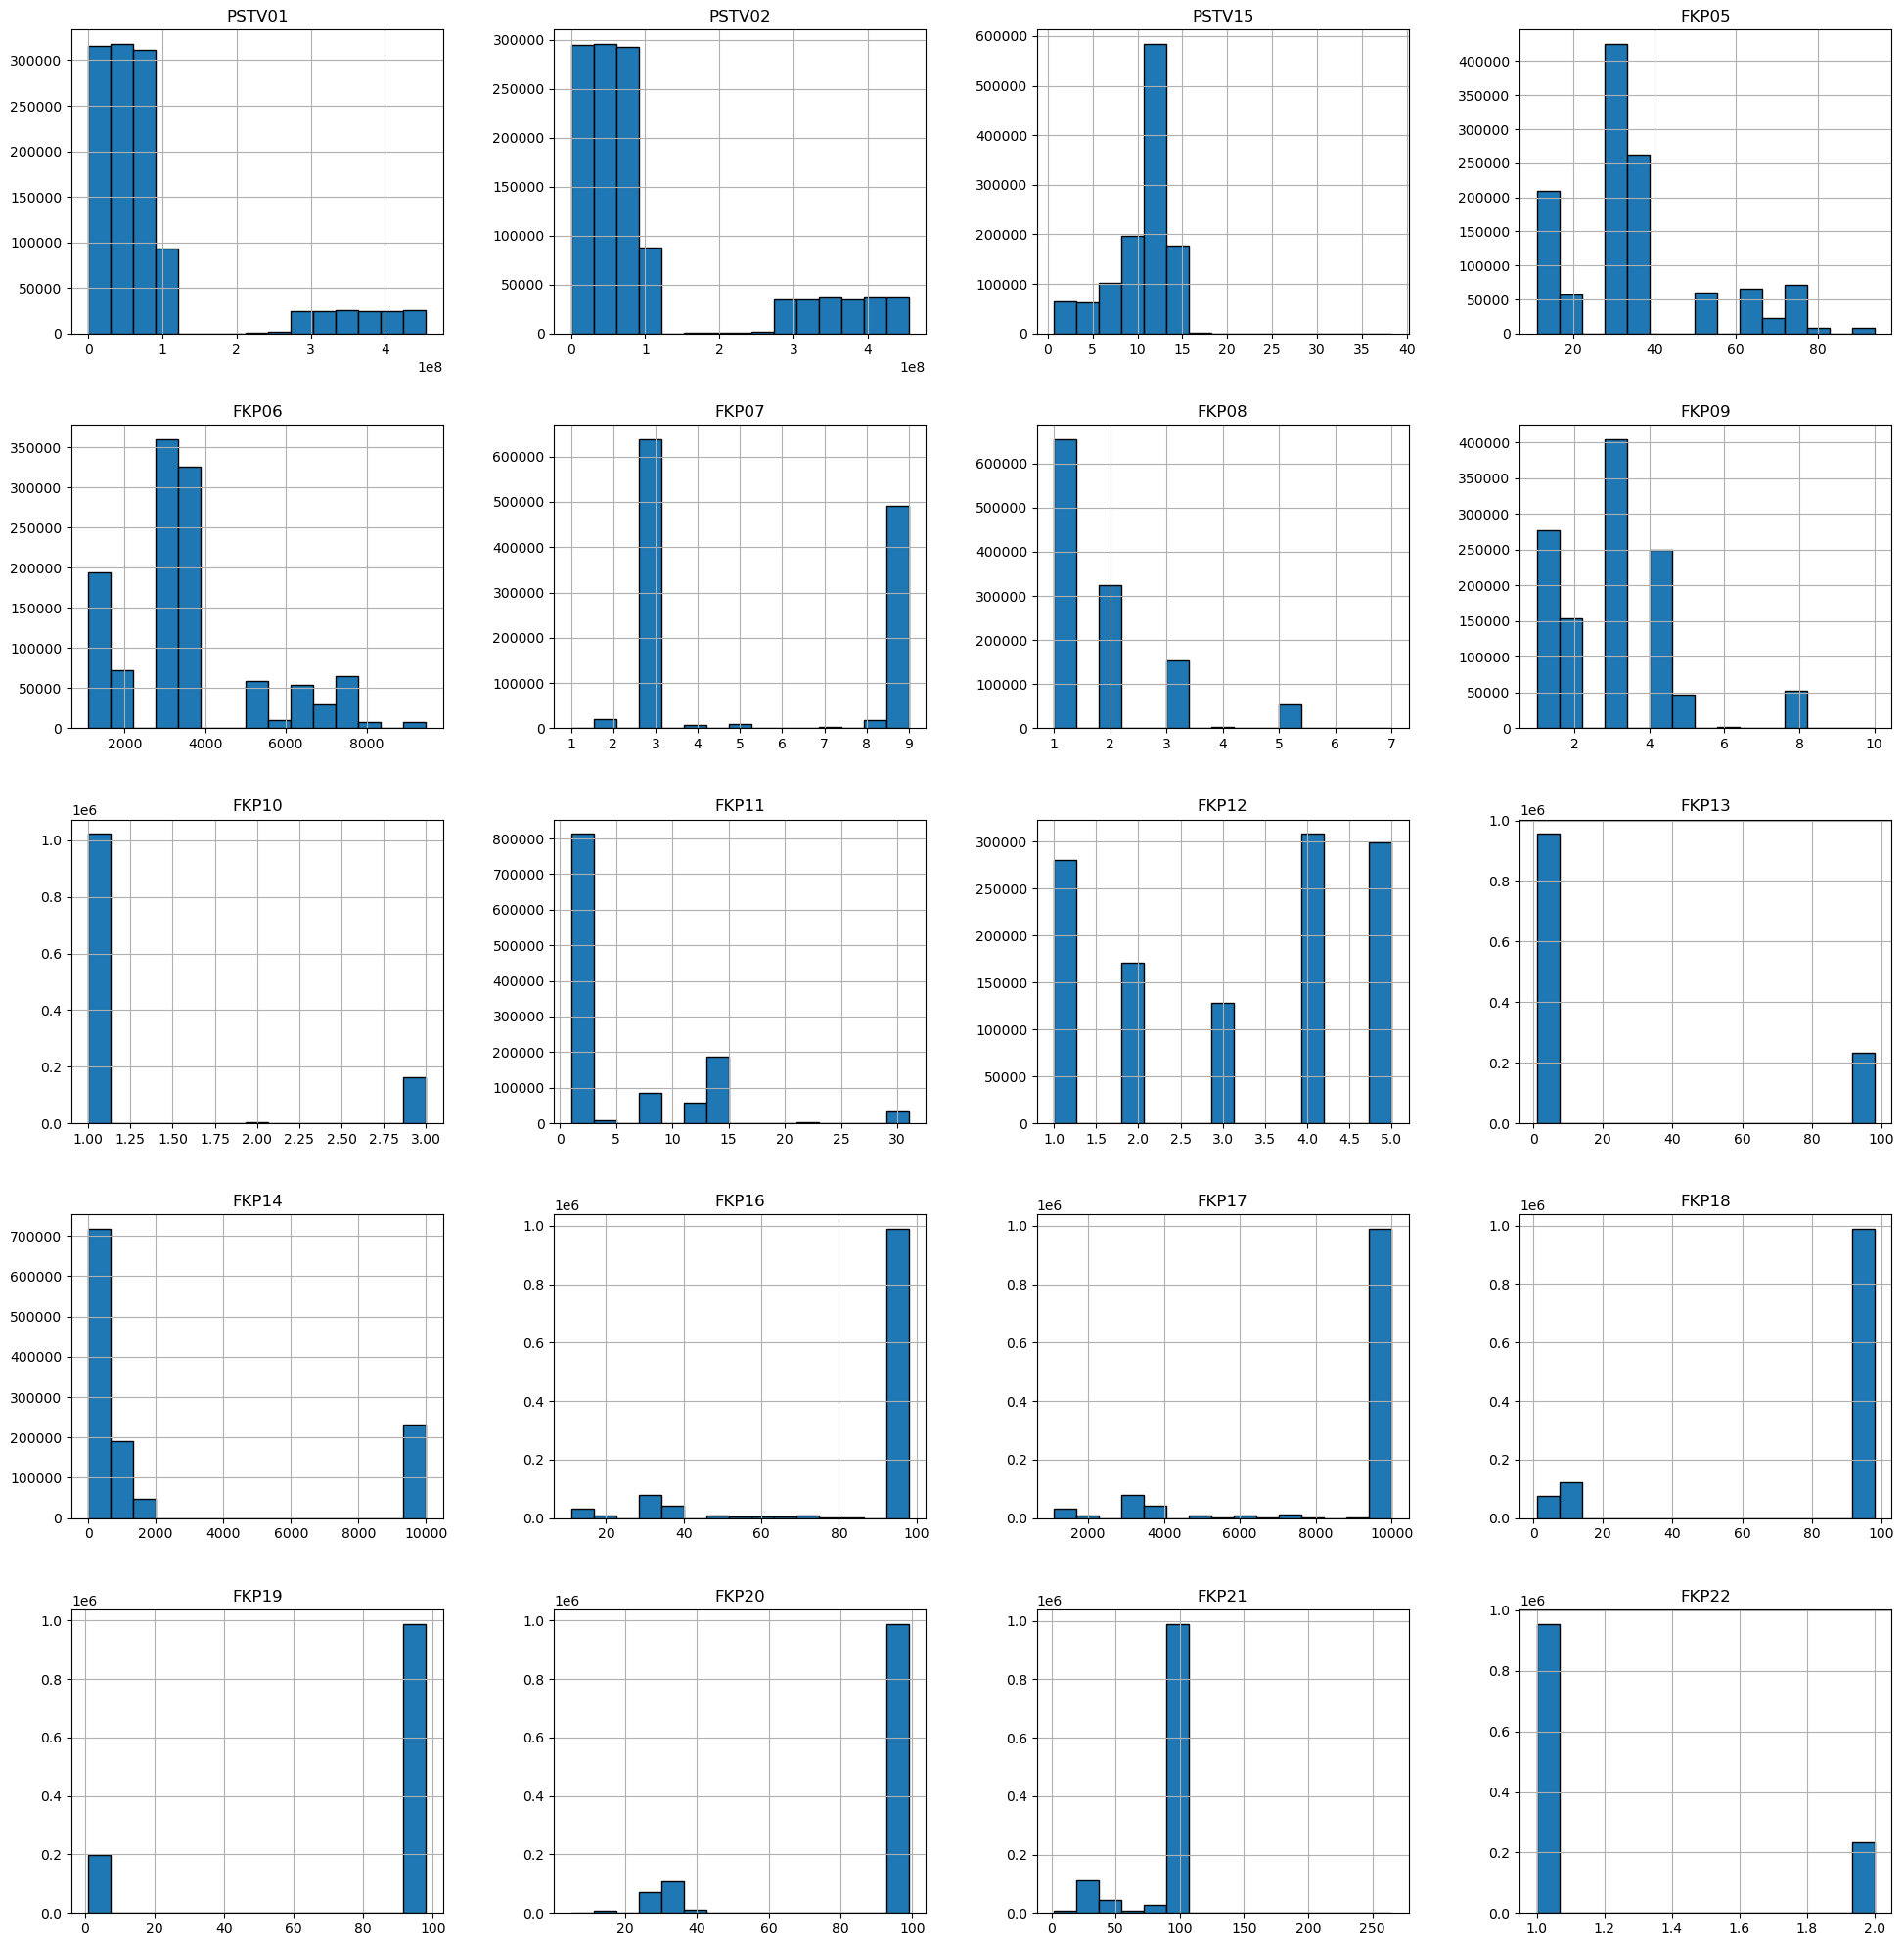 PSTV01 PSTV02 PSTV15 FKP05
300000 250000 200000 150000 100000 50000 0
0 1 2 3 4
1e8
300000 250000 200000 150000 100000 50000 0
0 1 2 3 4
1e8
600000 500000 400000 300000 200000 100000 0
0 5 10 15 20 25 30 35 40
400000 350000 300000 250000 200000 150000 100000 50000 0
20 40 60 80
FKP06 FKP07 FKP08 FKP09
350000 300000 250000 200000 150000 100000 50000 0
2000 4000 6000 8000
600000 500000 400000 300000 200000 100000 0
1 2 3 4 5 6 7 8 9
600000 500000 400000 300000 200000 100000 0
1 2 3 4 5 6 7
400000 350000 300000 250000 200000 150000 100000 50000 0
2 4 6 8 10
FKP10 FKP11 FKP12 FKP13
1e6
1.0 0.8 0.6 0.4 0.2 0.0
1.00 1.25 1.50 1.75 2.00 2.25 2.50 2.75 3.00
800000 700000 600000 500000 400000 300000 200000 100000 0
0 5 10 15 20 25 30
300000 250000 200000 150000 100000 50000 0
1.0 1.5 2.0 2.5 3.0 3.5 4.0 4.5 5.0
1e6
1.0 0.8 0.6 0.4 0.2 0.0
0 20 40 60 80 100
FKP14 FKP16 FKP17 FKP18
700000 600000 500000 400000 300000 200000 100000 0
0 2000 4000 6000 8000 10000
1e6
1.0 0.8 0.6 0.4 0.2 0.0
20 40 60 80 100
1e6
1.0 0.8 0.6 0.4 0.2 0.0
2000 4000 6000 8000 10000
1e6
1.0 0.8 0.6 0.4 0.2 0.0
0 20 40 60 80 100
FKP19 FKP20 FKP21 FKP22
1e6
1.0 0.8 0.6 0.4 0.2 0.0
0 20 40 60 80 100
1e6
1.0 0.8 0.6 0.4 0.2 0.0
20 40 60 80 100
1e6
1.0 0.8 0.6 0.4 0.2 0.0
0 50 100 150 200 250
1e6
1.0 0.8 0.6 0.4 0.2 0.0
1.0 1.2 1.4 1.6 1.8 2.0